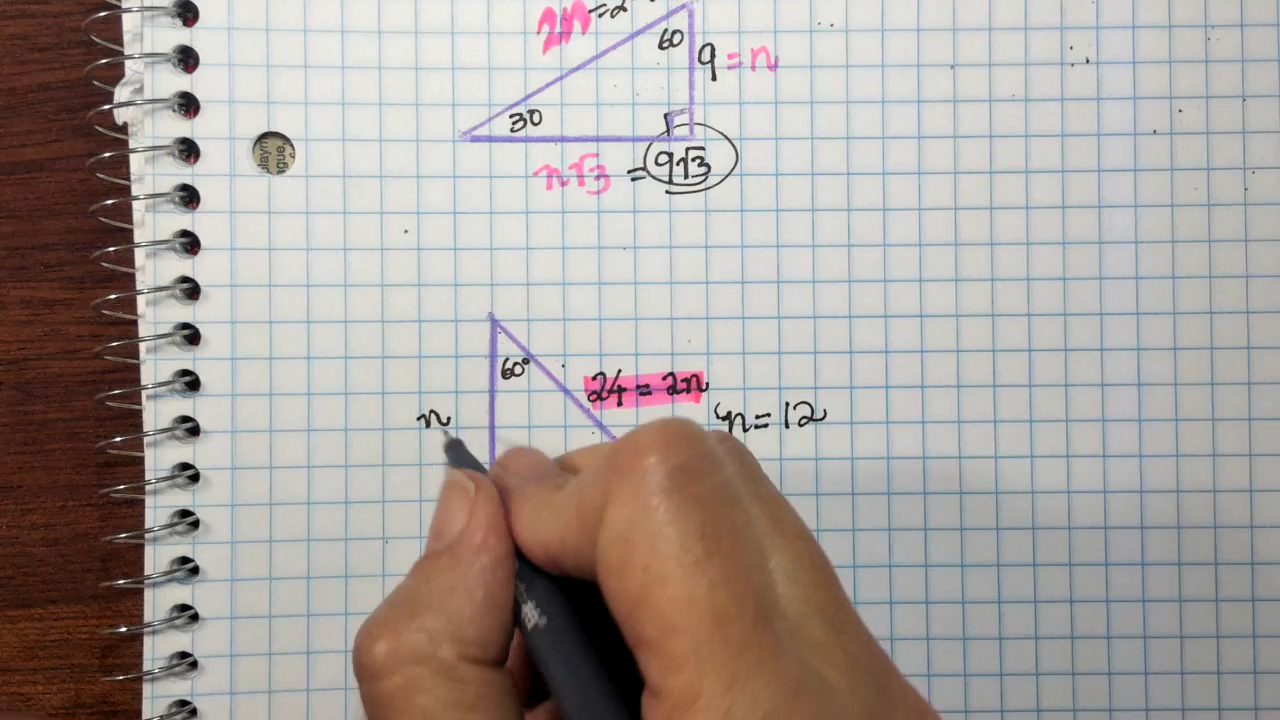 2n =
60
9 = n
30
n√3 = 9√3
60°
24 = 2n
n = 12
n